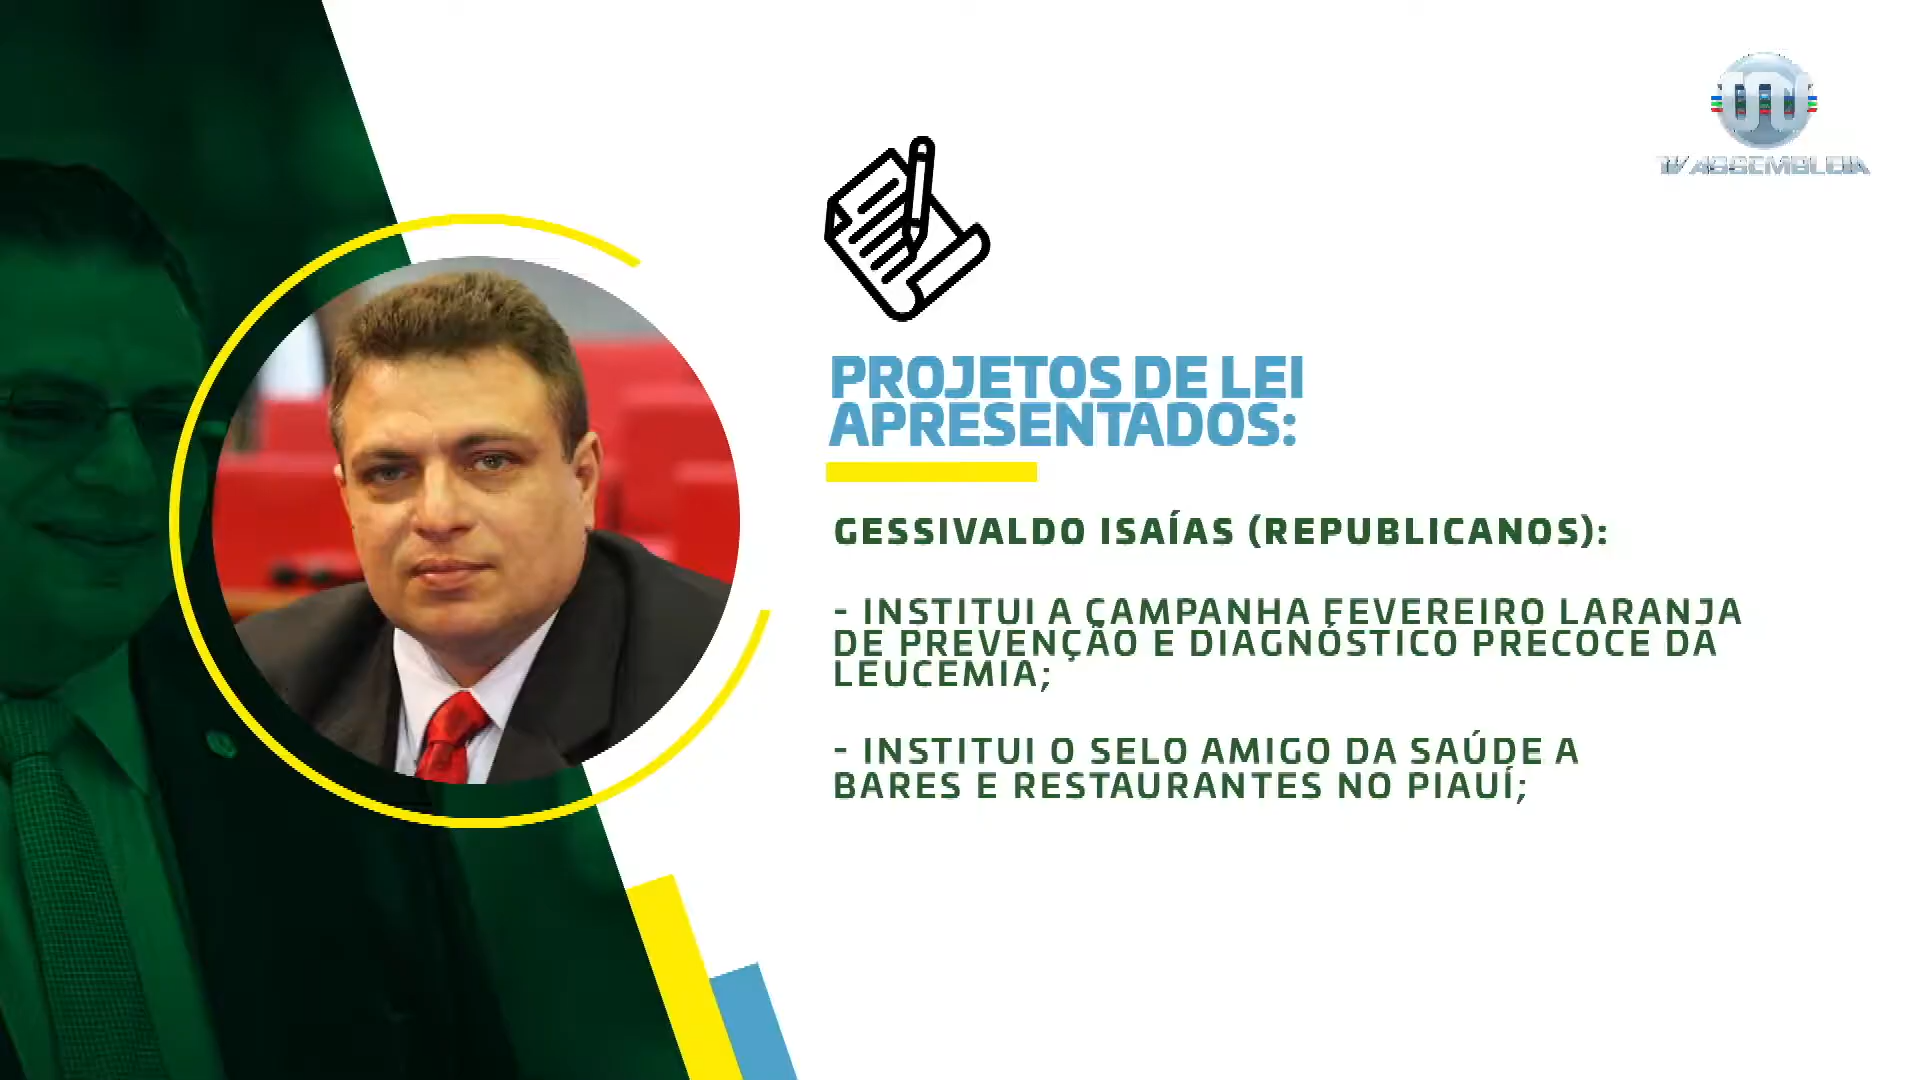 TV ASSEMBLEIA
PROJETOS DE LEI
APRESENTADOS:
GESSIVALDO ISAÍAS (REPUBLICANOS):
- INSTITUI A CAMPANHA FEVEREIRO LARANJA
DE PREVENÇÃO E DIAGNÓSTICO PRECOCE DA
LEUCEMIA;
- INSTITUI O SELO AMIGO DA SAÚDE A
BARES E RESTAURANTES NO PIAUÍ;